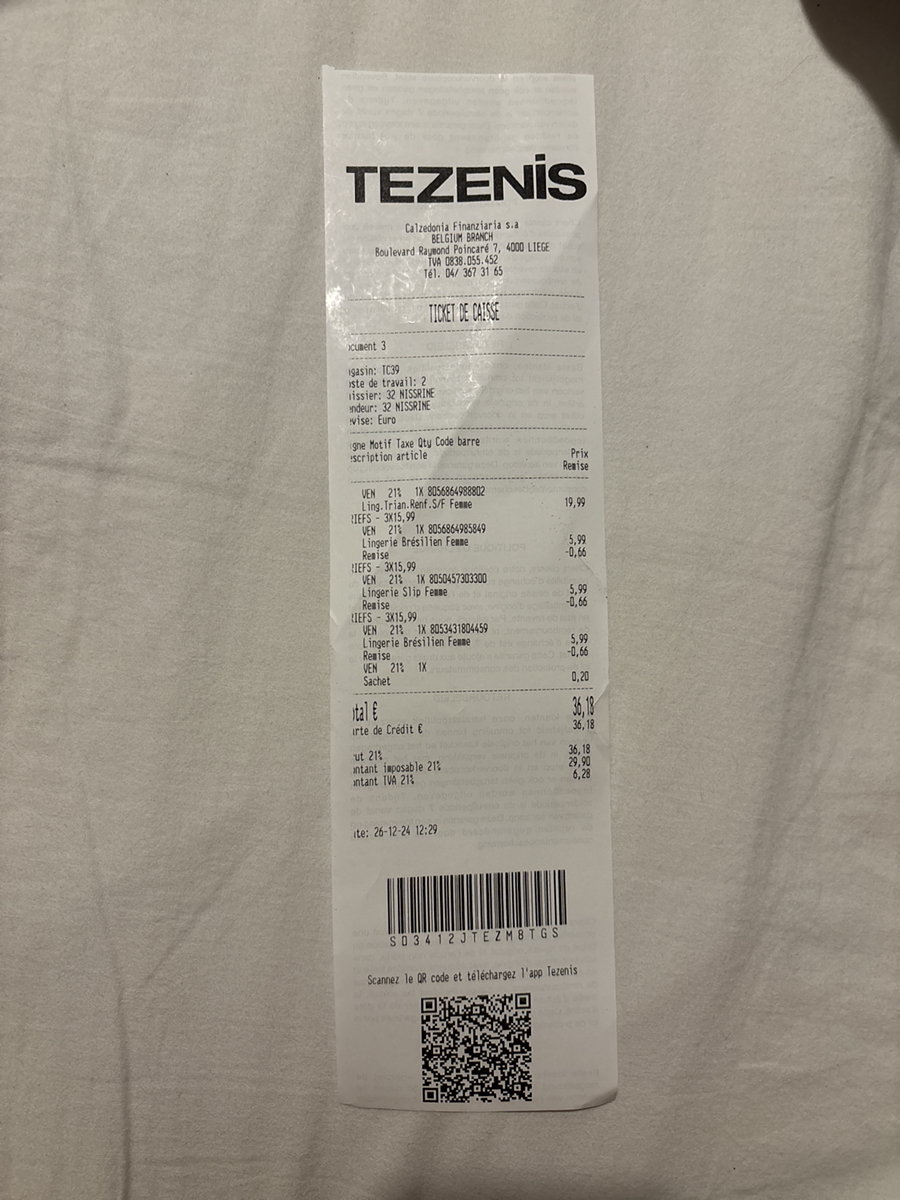 TEZENIS
Calzedonia Finanziaria s.a
BELGIUM BRANCH
Boulevard Raymond Poincaré 7, 4000 LIEGE
TVA 0838.055.452
Tél. 04/ 367 31 65
TICKET DE CAISSE
ocument 3
gasin: TC39
oste de travail: 2
issier: 32 NISSRINE
endeur: 32 NISSRINE
evise: Euro
gne Motif Taxe Qty Code barre
escription article Prix
Remise
VEN 21% 1X 8056864988802
Ling.Trian.Renf.S/F Femme 19,99
IEFS - 3X15,99
VEN 21% 1X 8056864985849
Lingerie Brésilien Femme 5,99
Remise -0,66
IEFS - 3X15,99
VEN 21% 1X 8050457303300
Lingerie Slip Femme 5,99
Remise -0,66
IEFS - 3X15,99
VEN 21% 1X 8053431804459
Lingerie Brésilien Femme 5,99
Remise -0,66
VEN 21% 1X
Sachet 0,20
otal € 36,18
arte de Crédit € 36,18
rut 21% 36,18
ontant imposable 21% 29,90
ontant TVA 21% 6,28
ate: 26-12-24 12:29
S03412JTEZM8TGS
Scannez le QR code et téléchargez l'app Tezenis